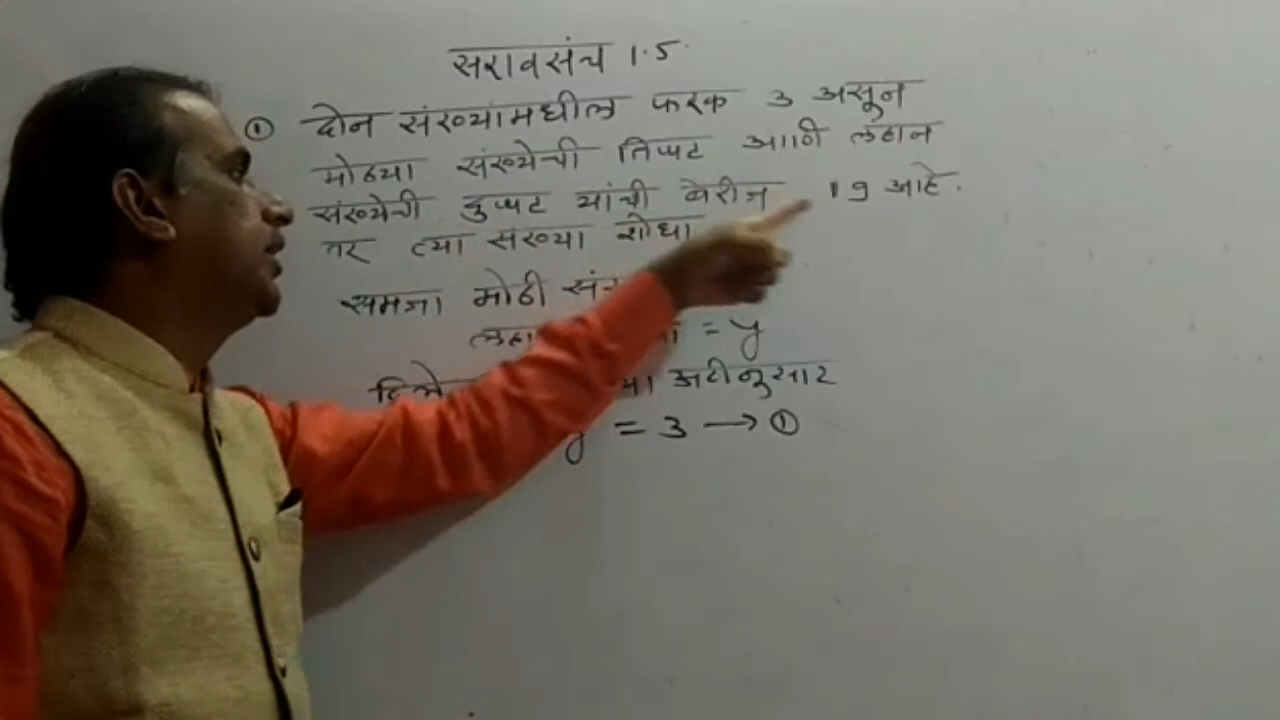 सरावसंच 1.5
① दोन संख्यांमधील फरक 3 असून
मोठ्या संख्येची तिप्पट आणि लहान
संख्येची दुप्पट यांची बेरीज 19 आहे.
तर त्या संख्या शोधा
समजा मोठी
= y
अटीनुसार
y = 3 → ①